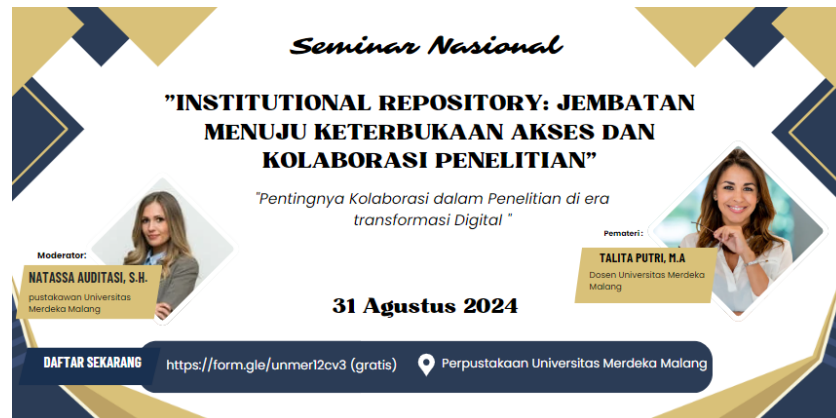 Seminar Nasional
"INSTITUTIONAL REPOSITORY: JEMBATAN
MENUJU KETERBUKAAN AKSES DAN
KOLABORASI PENELITIAN"
"Pentingnya Kolaborasi dalam Penelitian di era
transformasi Digital "
Moderator:
NATASSA AUDITASI, S.H.
pustakawan Universitas
Merdeka Malang
Pemateri :
TALITA PUTRI, M.A
Dosen Universitas Merdeka
Malang
31 Agustus 2024
DAFTAR SEKARANG
https://form.gle/unmer12cv3 (gratis)
Perpustakaan Universitas Merdeka Malang